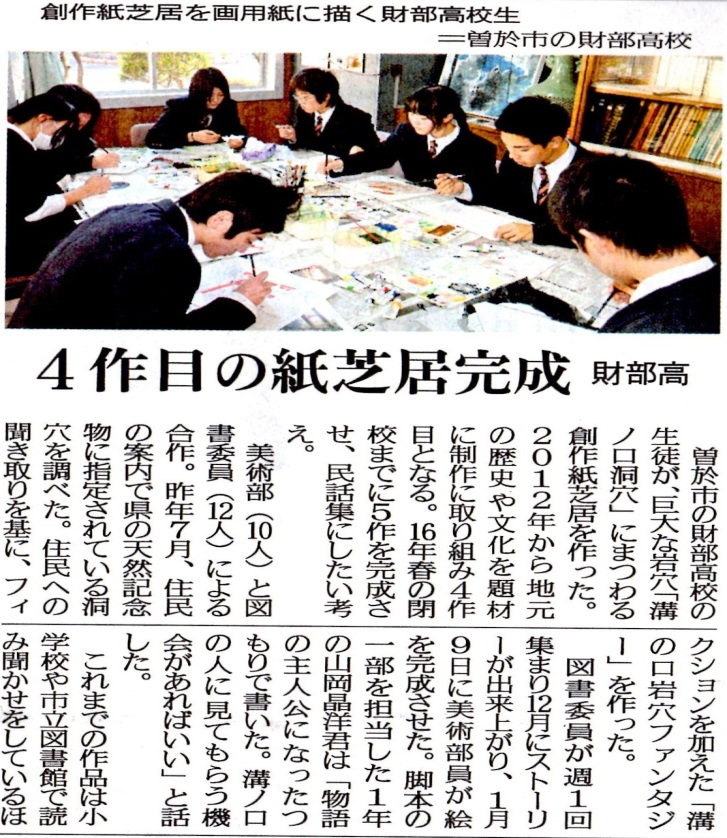 創作紙芝居を画用紙に描く財部高校生
＝曽於市の財部高校
４作目の紙芝居完成 財部高
曽於市の財部高校の
生徒が、巨大な岩穴「溝
ノ口洞穴」にまつわる
創作紙芝居を作った。
２０１２年から地元
の歴史や文化を題材
に制作に取り組み４作
目となる。16年春の閉
校までに５作を完成さ
せ、民話集にしたい考
え。
美術部（10人）と図
書委員（12人）による
合作。昨年７月、住民
の案内で県の天然記念
物に指定されている洞
穴を調べた。住民への
聞き取りを基に、フィ
クションを加えた「溝
の口岩穴ファンタジ
ー」を作った。
図書委員が週１回
集まり12月にストーリ
ーが出来上がり、１月
９日に美術部員が絵
を完成させた。脚本の
一部を担当した１年
の山岡晶洋君は「物語
の主人公になったつ
もりで書いた。溝ノ口
の人に見てもらう機
会があればいい」と話
した。
これまでの作品は小
学校や市立図書館で読
み聞かせをしているほ